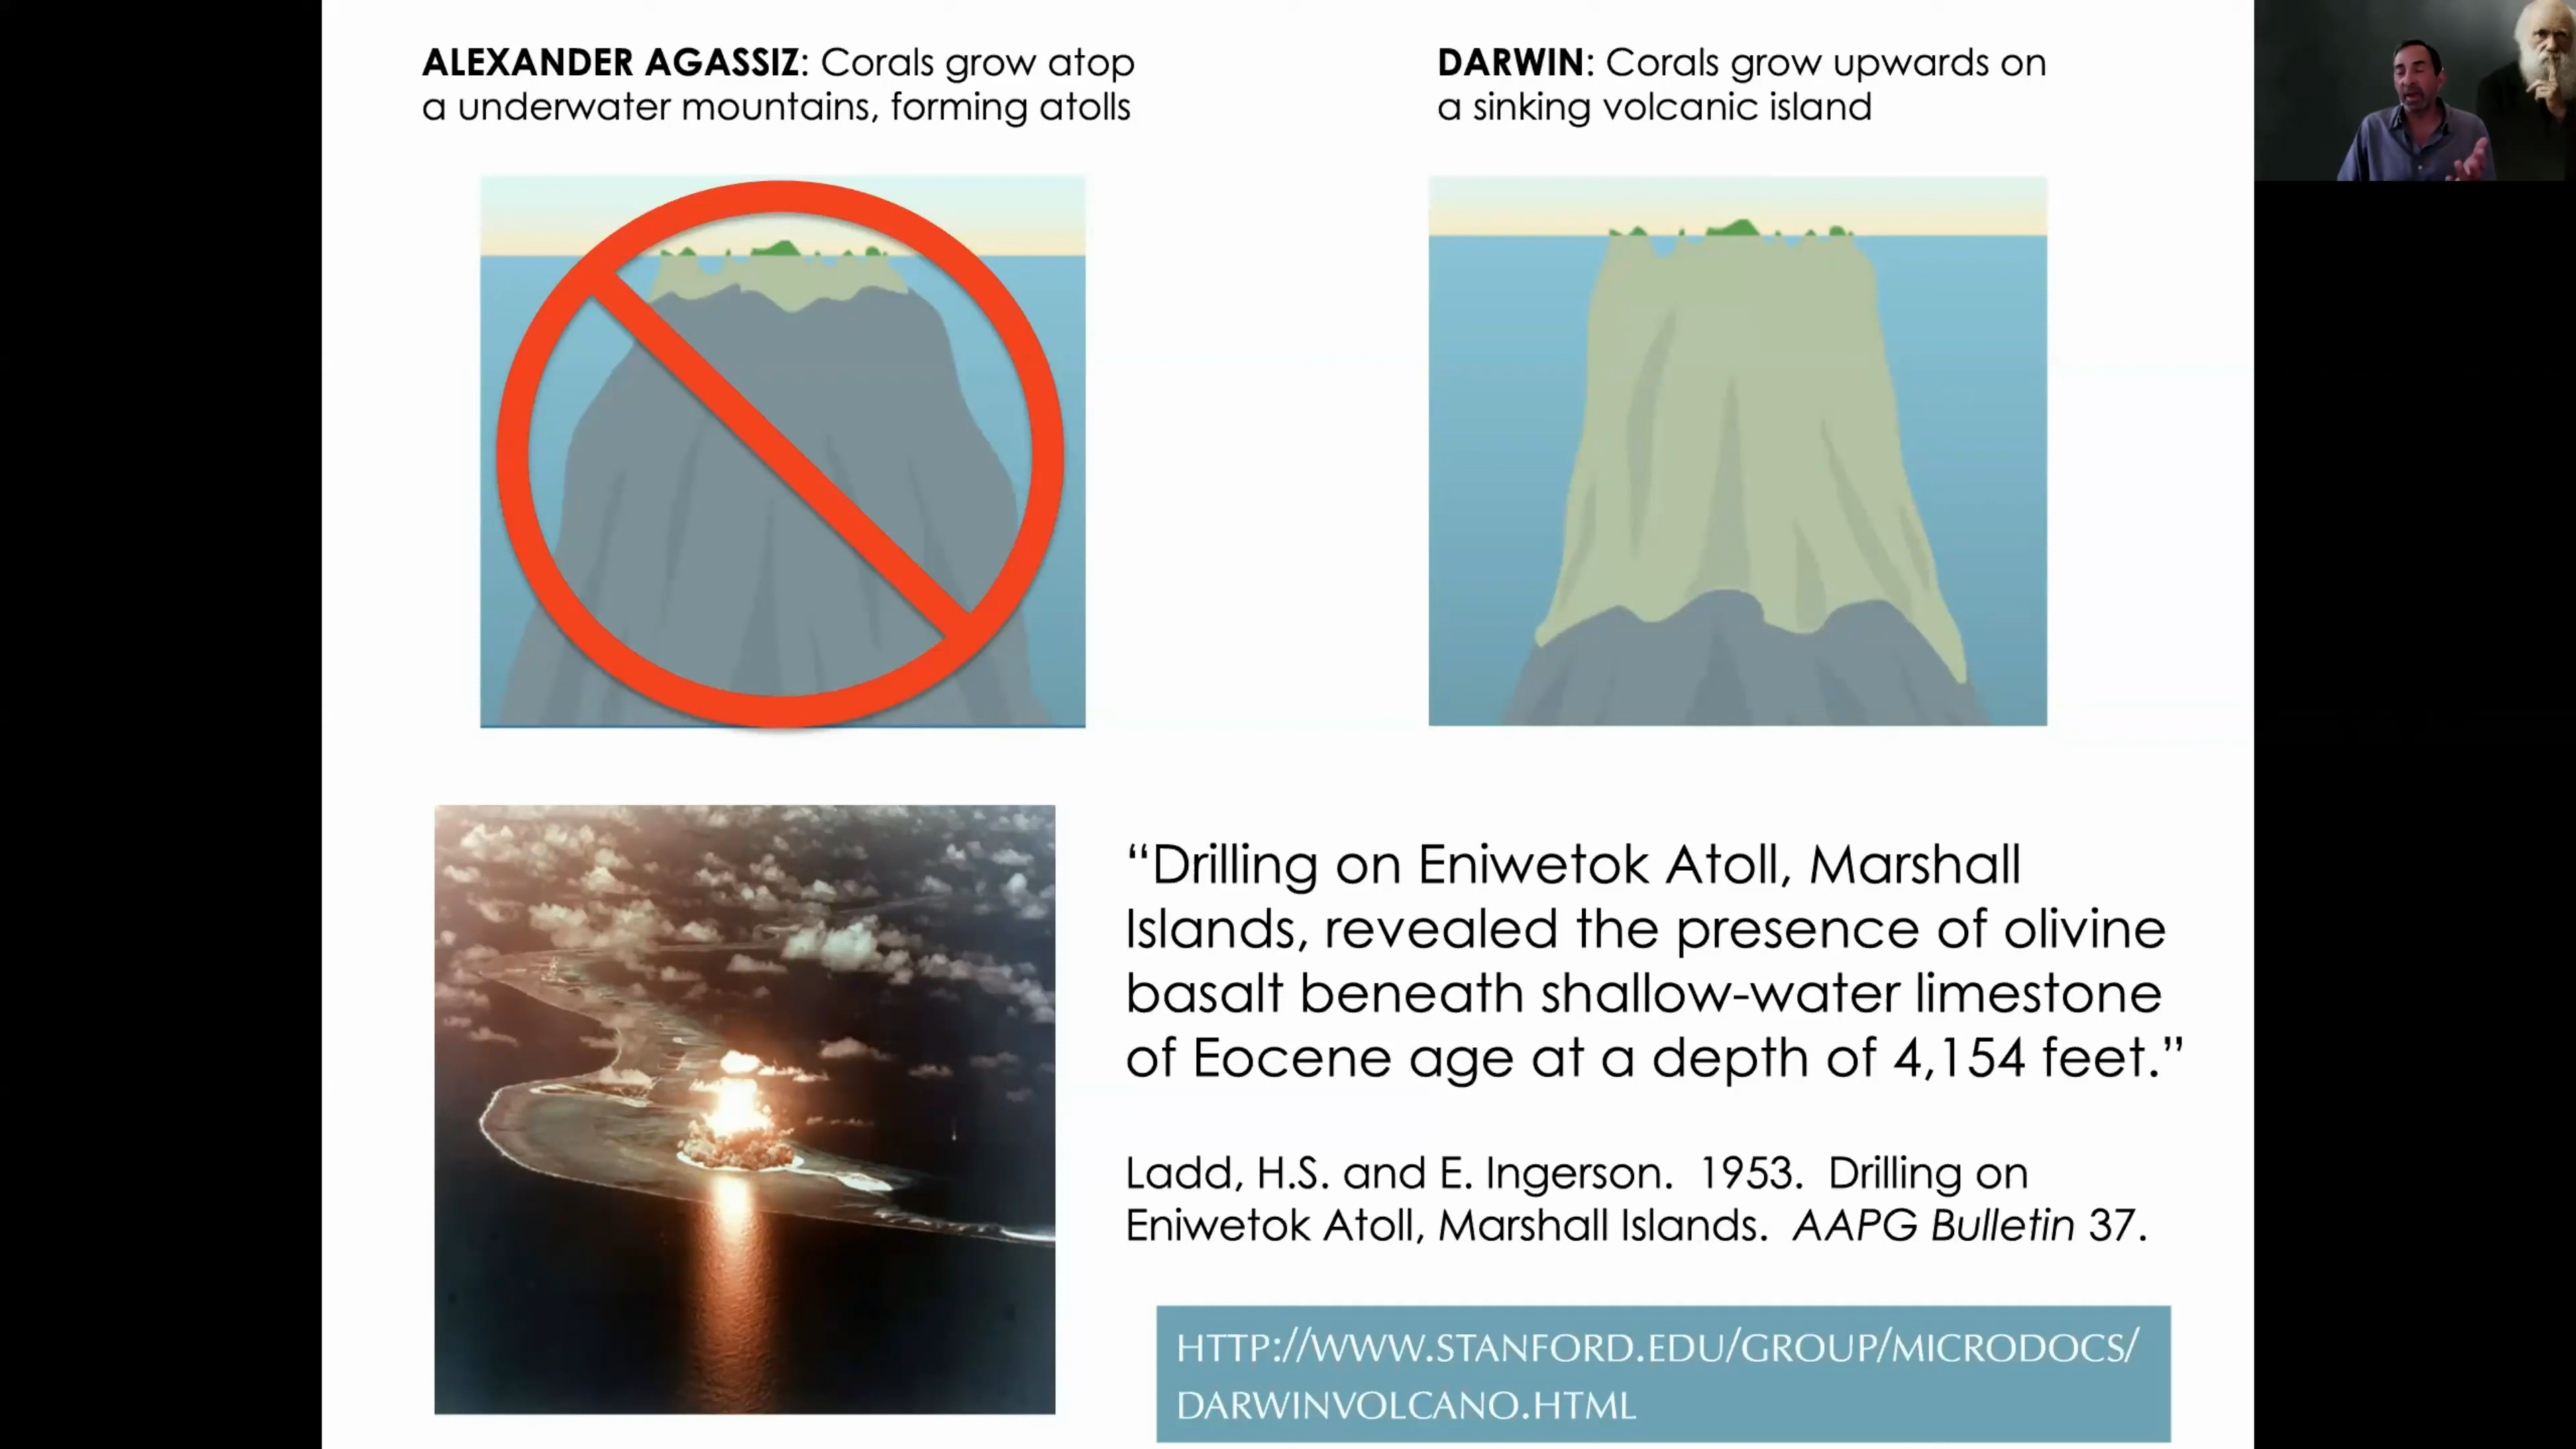 ALEXANDER AGASSIZ: Corals grow atop
a underwater mountains, forming atolls
DARWIN: Corals grow upwards on
a sinking volcanic island
“Drilling on Eniwetok Atoll, Marshall
Islands, revealed the presence of olivine
basalt beneath shallow-water limestone
of Eocene age at a depth of 4,154 feet.”
Ladd, H.S. and E. Ingerson. 1953. Drilling on
Eniwetok Atoll, Marshall Islands. AAPG Bulletin 37.
HTTP://WWW.STANFORD.EDU/GROUP/MICRODOCS/
DARWINVOLCANO.HTML